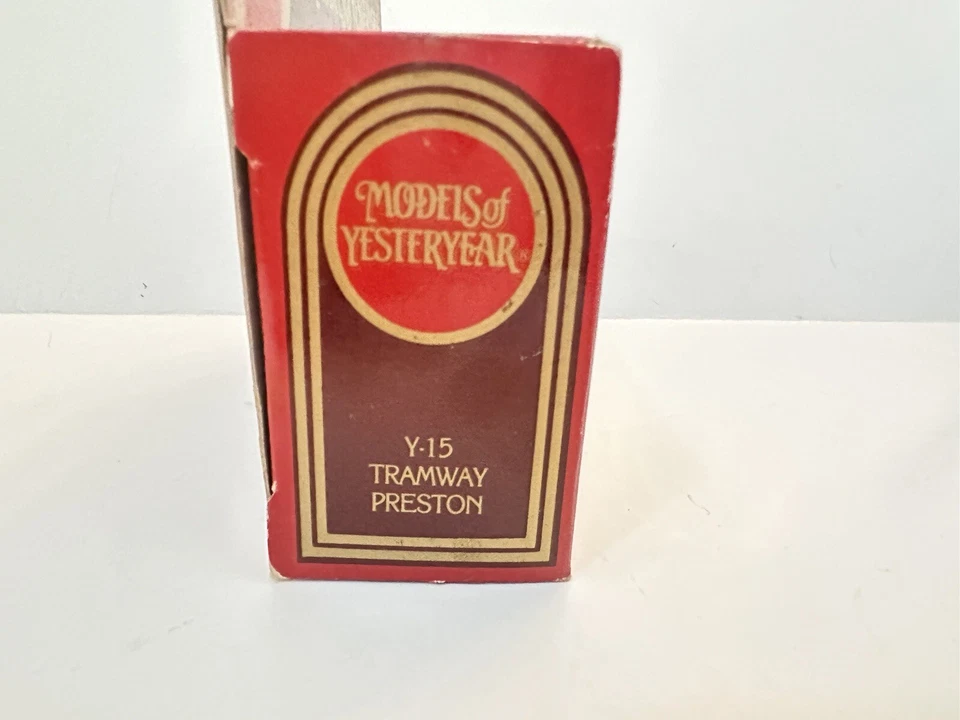 MODELS of
YESTERYEAR®
Y-15
TRAMWAY
PRESTON